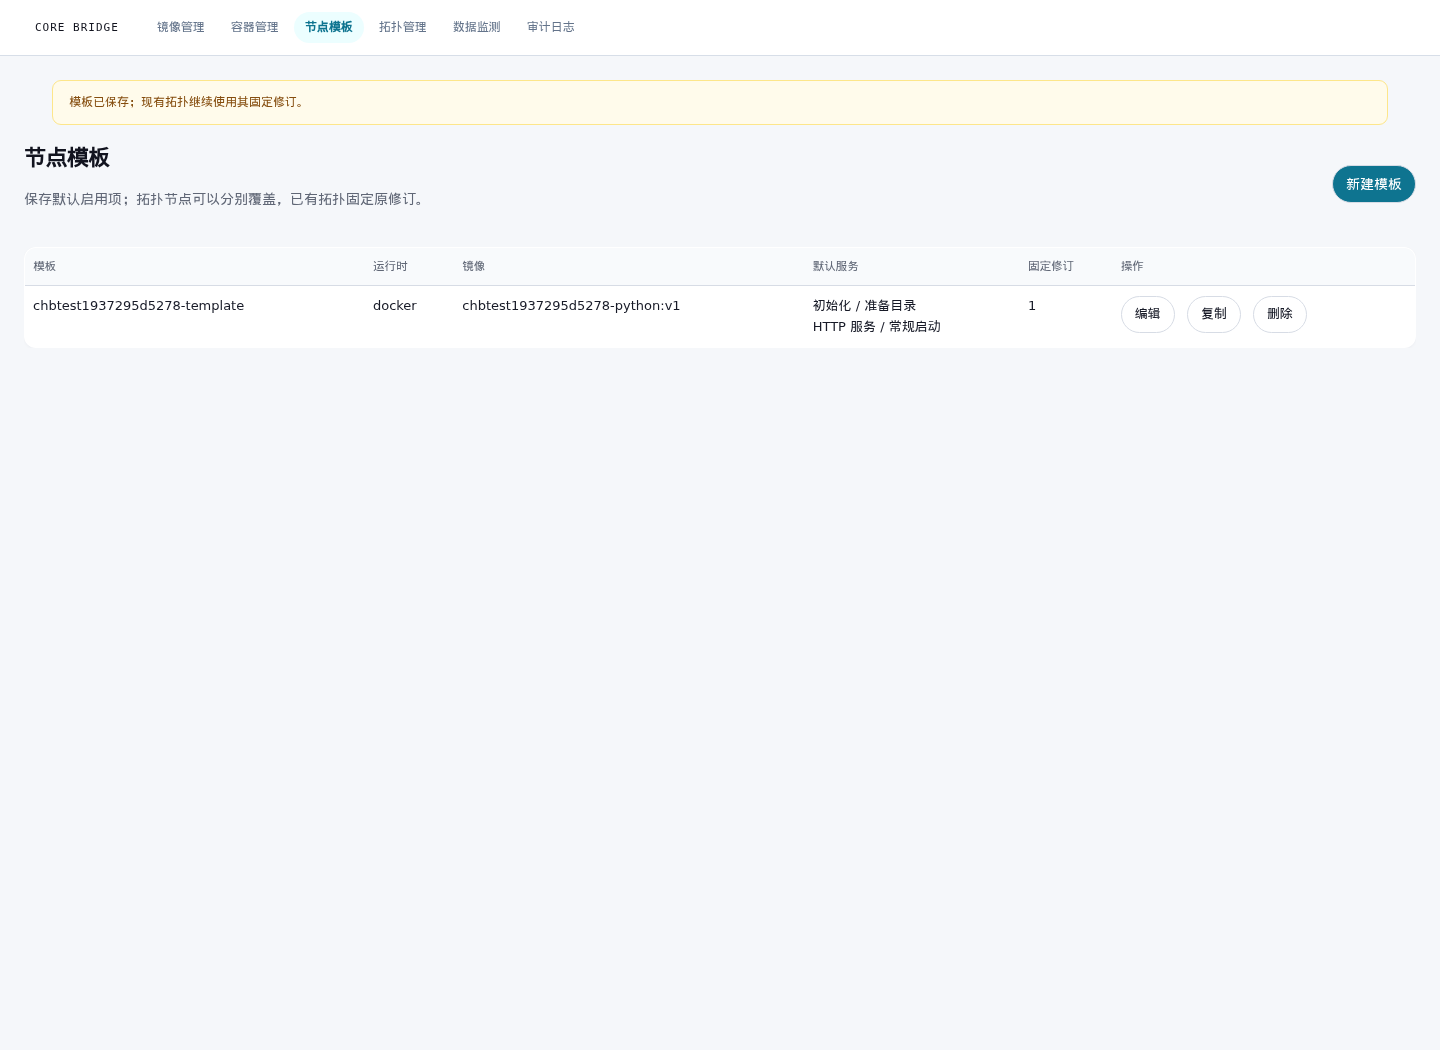 CORE BRIDGE 镜像管理 容器管理 节点模板 拓扑管理 数据监测 审计日志
模板已保存；现有拓扑继续使用其固定修订。
节点模板
保存默认启用项；拓扑节点可以分别覆盖，已有拓扑固定原修订。
新建模板
模板 运行时 镜像 默认服务 固定修订 操作
chbtest1937295d5278-template docker chbtest1937295d5278-python:v1 初始化 / 准备目录 1 编辑 复制 删除
HTTP 服务 / 常规启动